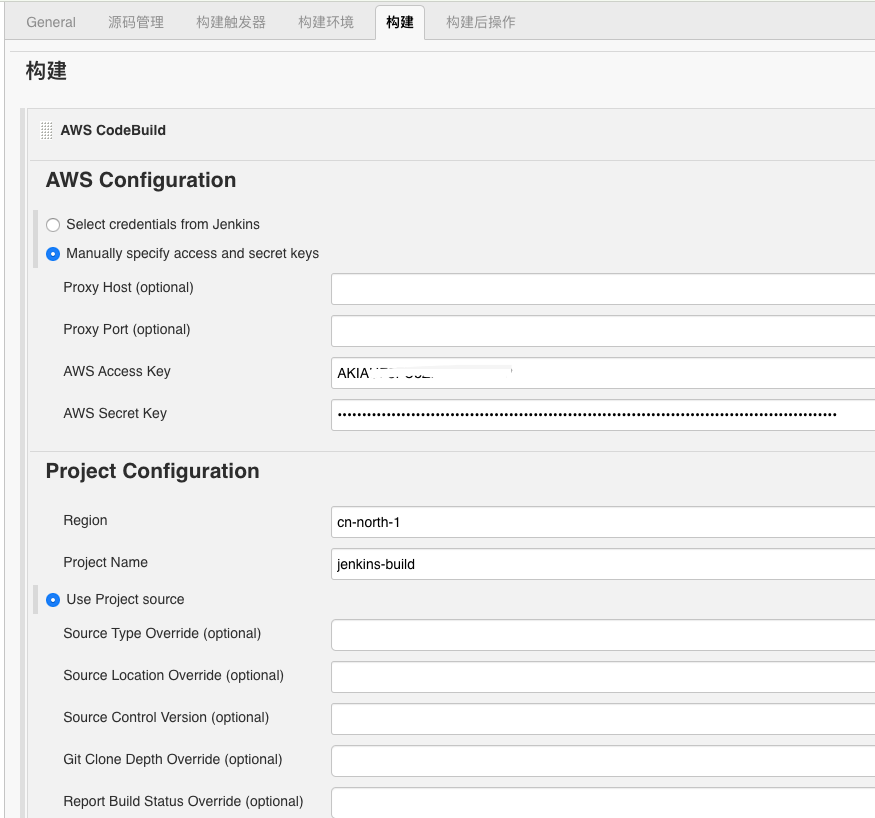 General 源码管理 构建触发器 构建环境 构建 构建后操作
构建
AWS CodeBuild
AWS Configuration
Select credentials from Jenkins
Manually specify access and secret keys
Proxy Host (optional)
Proxy Port (optional)
AWS Access Key AKIA
AWS Secret Key
Project Configuration
Region cn-north-1
Project Name jenkins-build
Use Project source
Source Type Override (optional)
Source Location Override (optional)
Source Control Version (optional)
Git Clone Depth Override (optional)
Report Build Status Override (optional)